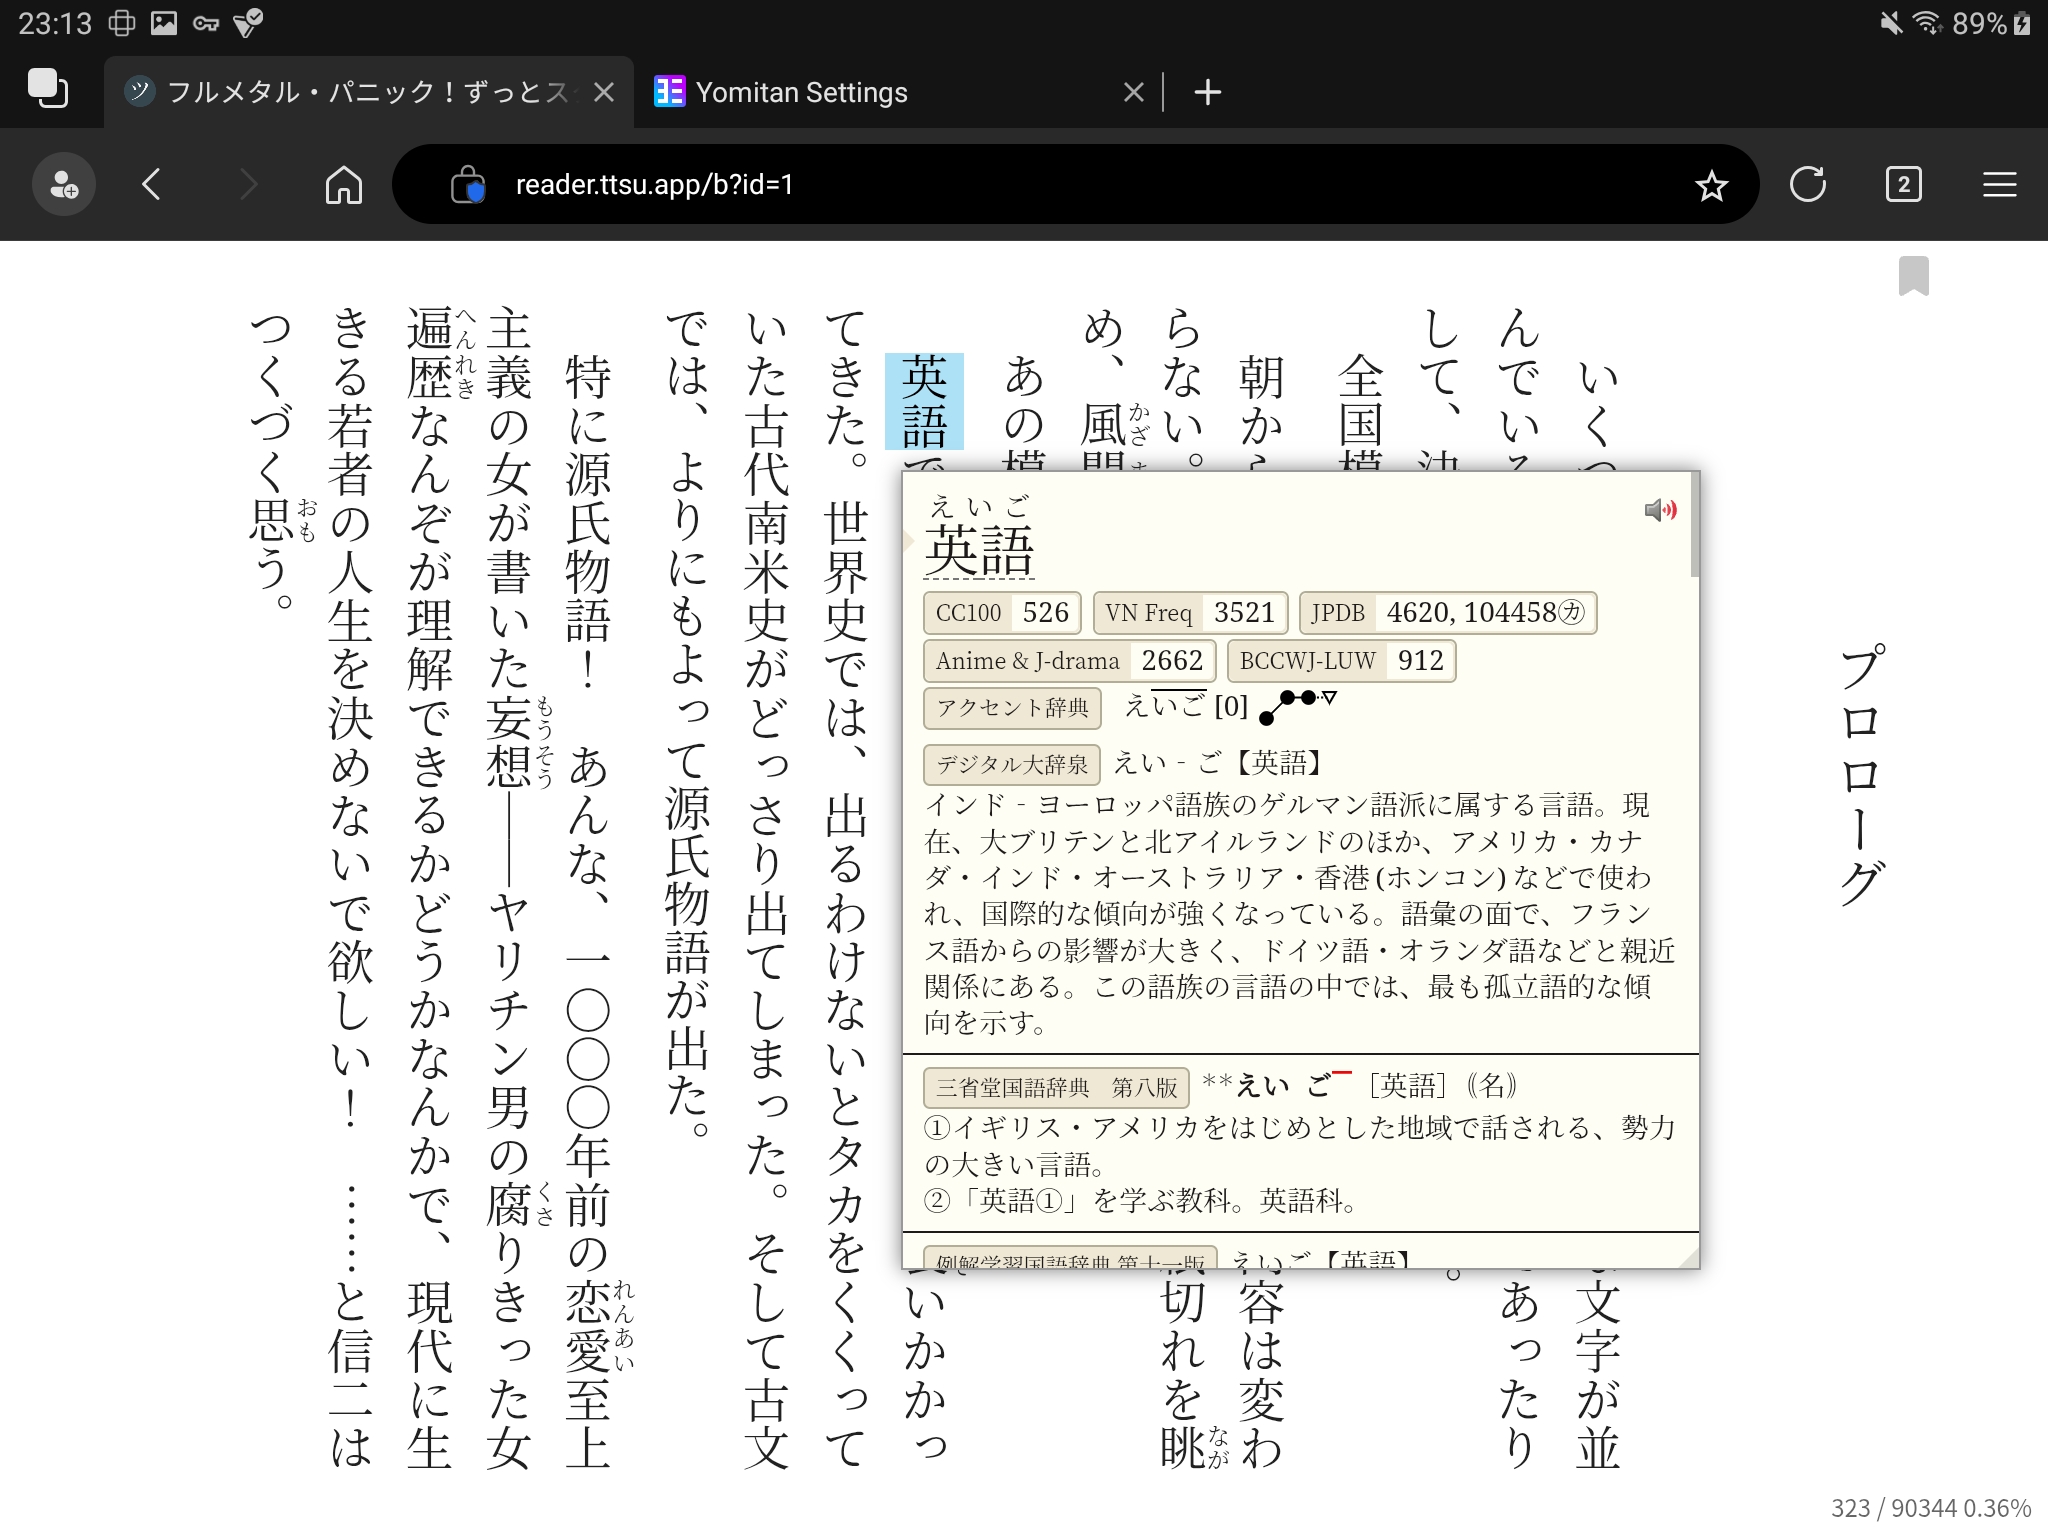 23:13
89%
フルメタル・パニック！ずっとス
Yomitan Settings
reader.ttsu.app/b?id=1
2
プロローグ
いくつ
文字が並
んでいる
あったり
して、決
。
全国模
朝から
容は変わ
らない。
切れを眺なが
め、風かざ間ま
あの模
英語で
いかかっ
てきた。世界史では、出るわけないとタカをくくって
いた古代南米史がどっさり出てしまった。そして古文
では、よりにもよって源氏物語が出た。
特に源氏物語！　あんな、一〇〇〇年前の恋愛れんあい至上
主義の女が書いた妄想もうそう――ヤリチン男の腐くさりきった女
遍歴へんれきなんぞが理解できるかどうかなんかで、現代に生
きる若者の人生を決めないで欲しい！　……と信二は
つくづく思おもう。
えいご
英語
CC100 526 VN Freq 3521 JPDB 4620, 104458㋕
Anime & J-drama 2662 BCCWJ-LUW 912
アクセント辞典 えいご [0]
デジタル大辞泉 えい‐ご【英語】
インド‐ヨーロッパ語族のゲルマン語派に属する言語。現
在、大ブリテンと北アイルランドのほか、アメリカ・カナ
ダ・インド・オーストラリア・香港(ホンコン)などで使わ
れ、国際的な傾向が強くなっている。語彙の面で、フラン
ス語からの影響が大きく、ドイツ語・オランダ語などと親近
関係にある。この語族の言語の中では、最も孤立語的な傾
向を示す。
三省堂国語辞典　第八版 **えい ご￣ ［英語］⦅名⦆
①イギリス・アメリカをはじめとした地域で話される、勢力
の大きい言語。
②「英語①」を学ぶ教科。英語科。
例解学習国語辞典 第十一版 えいご【英語】
323 / 90344 0.36%